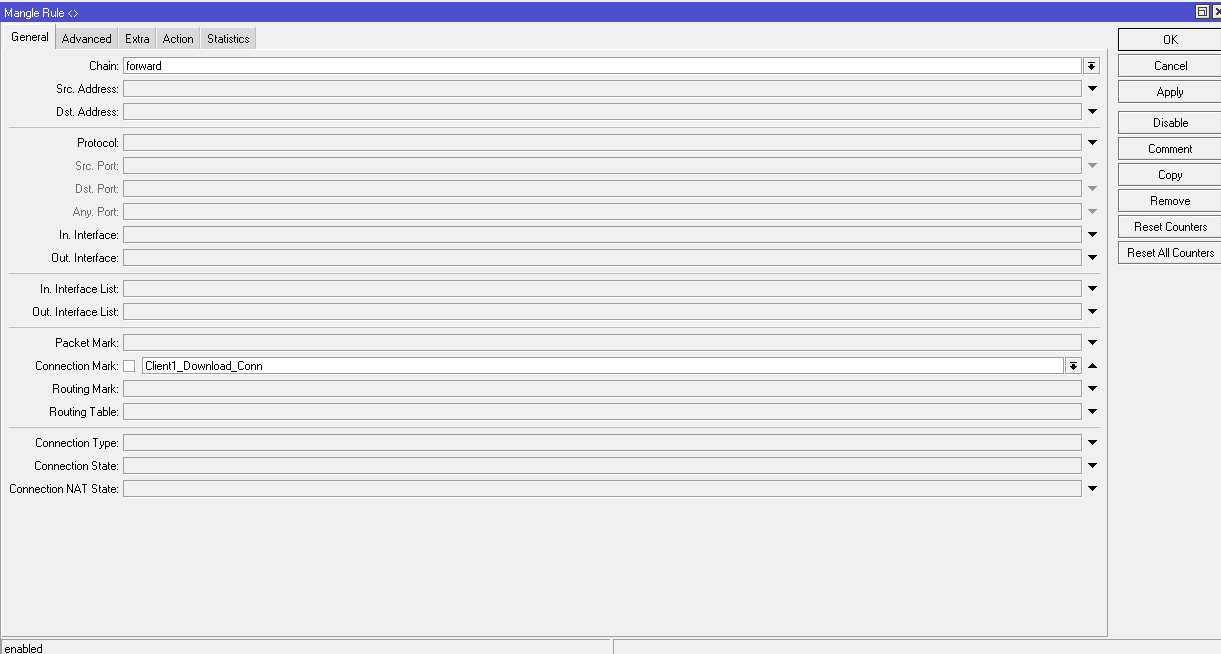 Mangle Rule <>
General Advanced Extra Action Statistics
Chain: forward
Src. Address:
Dst. Address:
Protocol:
Src. Port:
Dst. Port:
Any. Port:
In. Interface:
Out. Interface:
In. Interface List:
Out. Interface List:
Packet Mark:
Connection Mark: Client1_Download_Conn
Routing Mark:
Routing Table:
Connection Type:
Connection State:
Connection NAT State:
OK
Cancel
Apply
Disable
Comment
Copy
Remove
Reset Counters
Reset All Counters
enabled